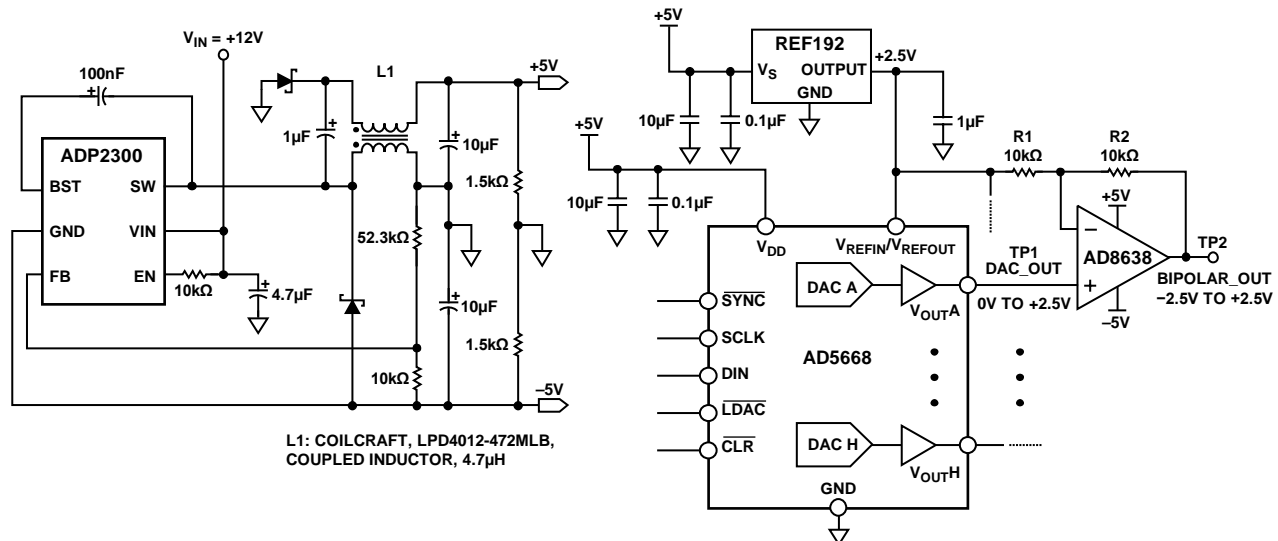 V_IN = +12V
100nF
+
ADP2300
BST
SW
GND
VIN
FB
EN
10kΩ
+
4.7µF
L1
+
1µF
+5V
+
10µF
1.5kΩ
52.3kΩ
+
10µF
1.5kΩ
10kΩ
–5V
L1: COILCRAFT, LPD4012-472MLB,
COUPLED INDUCTOR, 4.7µH
+5V
REF192
V_S
OUTPUT
GND
+2.5V
10µF
0.1µF
1µF
+5V
10µF
0.1µF
R1
10kΩ
R2
10kΩ
+5V
–
AD8638
+
–5V
TP2
BIPOLAR_OUT
−2.5V TO +2.5V
TP1
DAC_OUT
0V TO +2.5V
V_DD
V_REFIN/V_REFOUT
DAC A
V_OUTA
SYNC
SCLK
DIN
LDAC
CLR
AD5668
DAC H
V_OUTH
GND